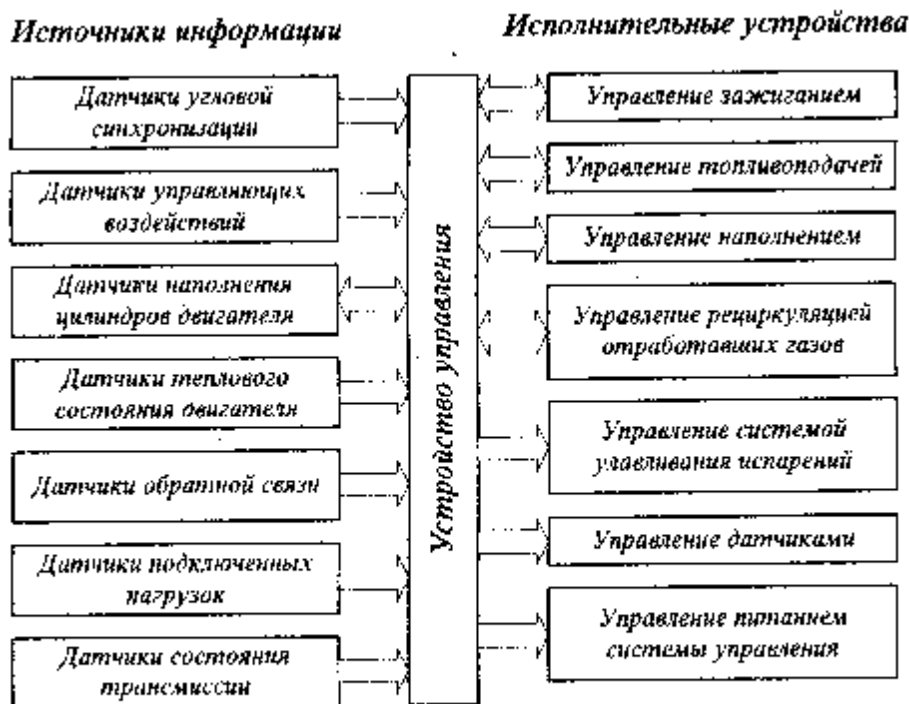 Источники информации
Исполнительные устройства
Датчики угловой
синхронизации
Датчики управляющих
воздействий
Датчики наполнения
цилиндров двигателя
Датчики теплового
состояния двигателя
Датчики обратной связи
Датчики подключенных
нагрузок
Датчики состояния
трансмиссии
Устройство управления
Управление зажиганием
Управление топливоподачей
Управление наполнением
Управление рециркуляцией
отработавших газов
Управление системой
улавливания испарений
Управление датчиками
Управление питанием
системы управления